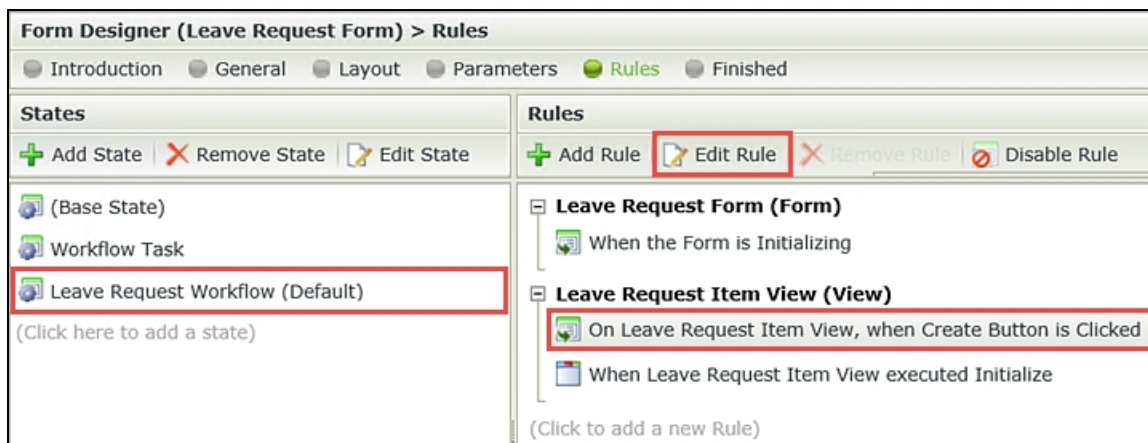 Form Designer (Leave Request Form) > Rules
Introduction General Layout Parameters Rules Finished
States
Add State Remove State Edit State
(Base State)
Workflow Task
Leave Request Workflow (Default)
(Click here to add a state)
Rules
Add Rule Edit Rule Remove Rule Disable Rule
Leave Request Form (Form)
When the Form is Initializing
Leave Request Item View (View)
On Leave Request Item View, when Create Button is Clicked
When Leave Request Item View executed Initialize
(Click to add a new Rule)